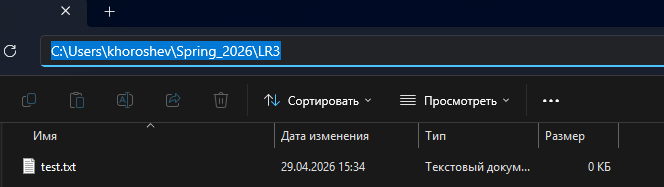 C:\Users\khoroshev\Spring_2026\LR3
Сортировать Просмотреть
Имя Дата изменения Тип Размер
test.txt 29.04.2026 15:34 Текстовый докум... 0 КБ